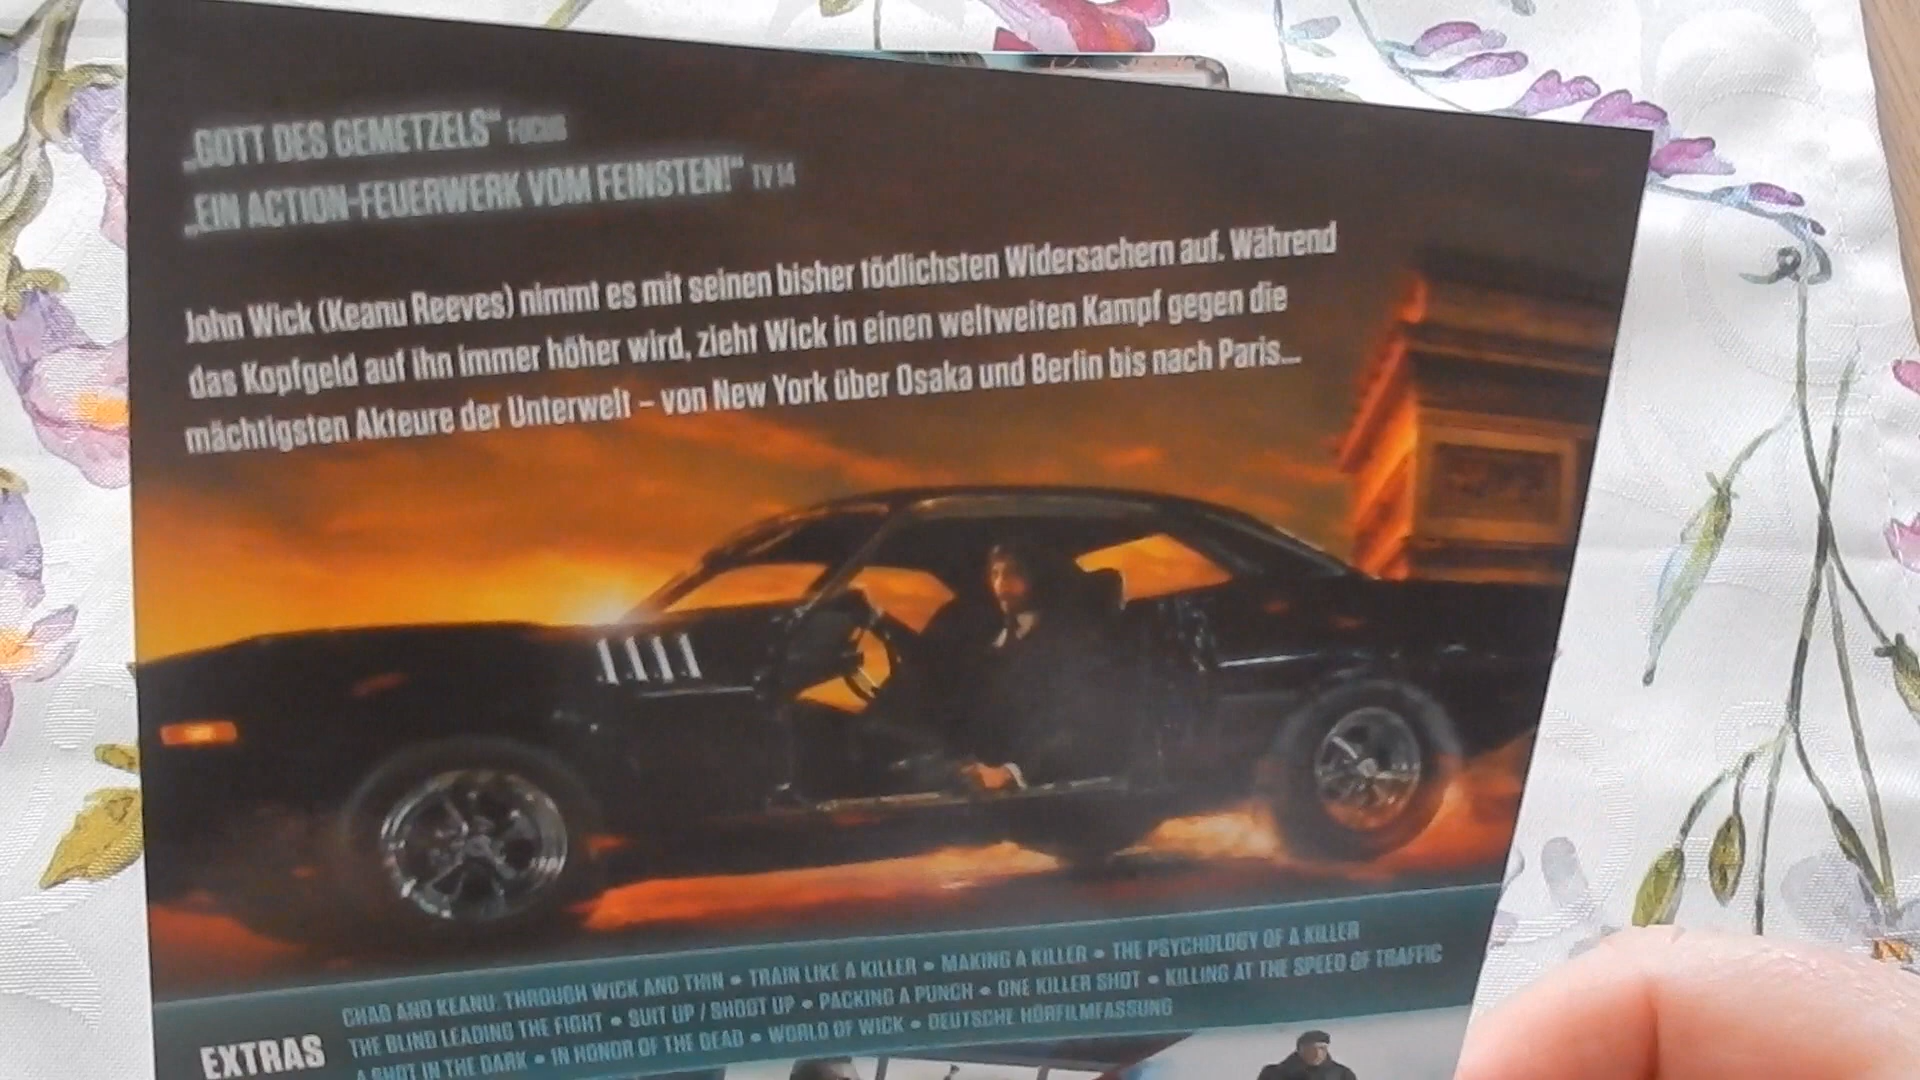 „GOTT DES GEMETZELS“ FOCUS
„EIN ACTION-FEUERWERK VOM FEINSTEN!“ TV 14
John Wick (Keanu Reeves) nimmt es mit seinen bisher tödlichsten Widersachern auf. Während
das Kopfgeld auf ihn immer höher wird, zieht Wick in einen weltweiten Kampf gegen die
mächtigsten Akteure der Unterwelt – von New York über Osaka und Berlin bis nach Paris...
EXTRAS
CHAD AND KEANU: THROUGH WICK AND THIN • TRAIN LIKE A KILLER • MAKING A KILLER • THE PSYCHOLOGY OF A KILLER
THE BLIND LEADING THE FIGHT • SUIT UP / SHOOT UP • PACKING A PUNCH • ONE KILLER SHOT • KILLING AT THE SPEED OF TRAFFIC
A SHOT IN THE DARK • IN HONOR OF THE DEAD • WORLD OF WICK • DEUTSCHE HÖRFILMFASSUNG